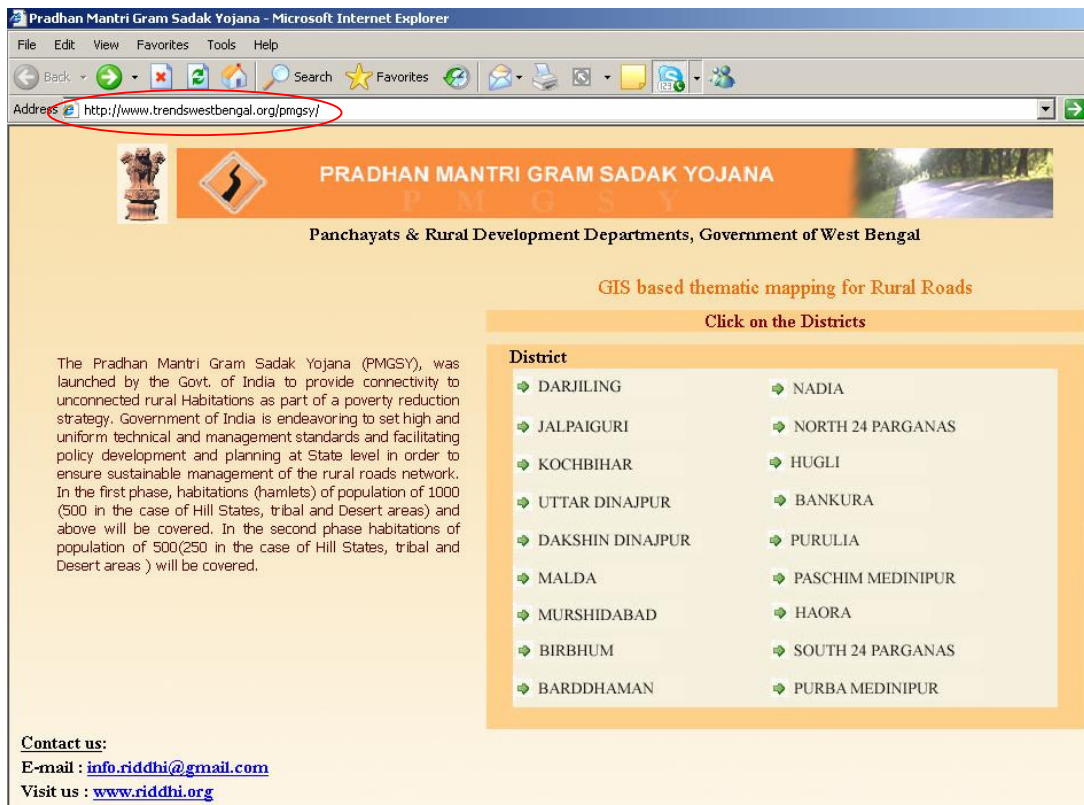 Pradhan Mantri Gram Sadak Yojana - Microsoft Internet Explorer
File Edit View Favorites Tools Help
Back Search Favorites
Address http://www.trendswestbengal.org/pmgsy/
PRADHAN MANTRI GRAM SADAK YOJANA
P M G S Y
Panchayats & Rural Development Departments, Government of West Bengal
GIS based thematic mapping for Rural Roads
Click on the Districts
The Pradhan Mantri Gram Sadak Yojana (PMGSY), was
launched by the Govt. of India to provide connectivity to
unconnected rural Habitations as part of a poverty reduction
strategy. Government of India is endeavoring to set high and
uniform technical and management standards and facilitating
policy development and planning at State level in order to
ensure sustainable management of the rural roads network.
In the first phase, habitations (hamlets) of population of 1000
(500 in the case of Hill States, tribal and Desert areas) and
above will be covered. In the second phase habitations of
population of 500(250 in the case of Hill States, tribal and
Desert areas ) will be covered.
District
DARJILING NADIA
JALPAIGURI NORTH 24 PARGANAS
KOCHBIHAR HUGLI
UTTAR DINAJPUR BANKURA
DAKSHIN DINAJPUR PURULIA
MALDA PASCHIM MEDINIPUR
MURSHIDABAD HAORA
BIRBHUM SOUTH 24 PARGANAS
BARDDHAMAN PURBA MEDINIPUR
Contact us:
E-mail : info.riddhi@gmail.com
Visit us : www.riddhi.org